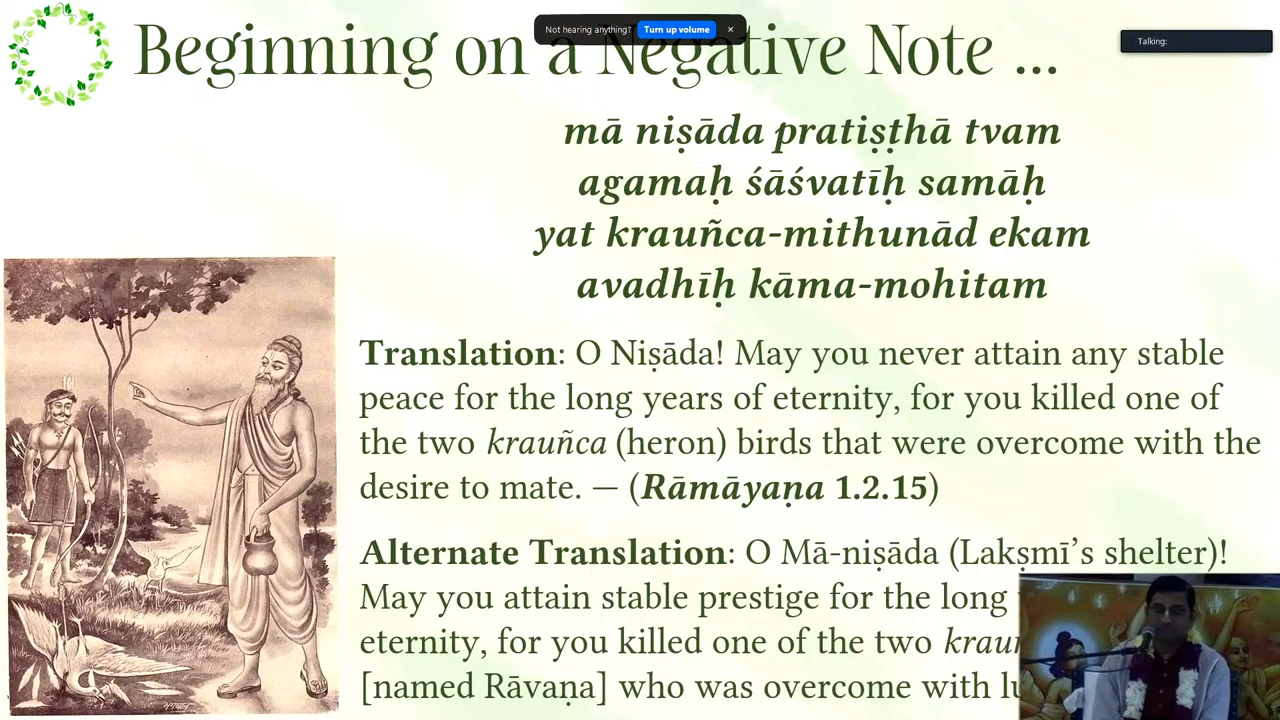 Not hearing anything? Turn up volume ×
Talking:
Beginning on a Negative Note ...
mā niṣāda pratiṣṭhā tvam
agamaḥ śāśvatīḥ samāḥ
yat krauñca-mithunād ekam
avadhīḥ kāma-mohitam
Translation: O Niṣāda! May you never attain any stable
peace for the long years of eternity, for you killed one of
the two krauñca (heron) birds that were overcome with the
desire to mate. — (Rāmāyaṇa 1.2.15)
Alternate Translation: O Mā-niṣāda (Lakṣmī’s shelter)!
May you attain stable prestige for the long
eternity, for you killed one of the two
[named Rāvaṇa] who was overcome with